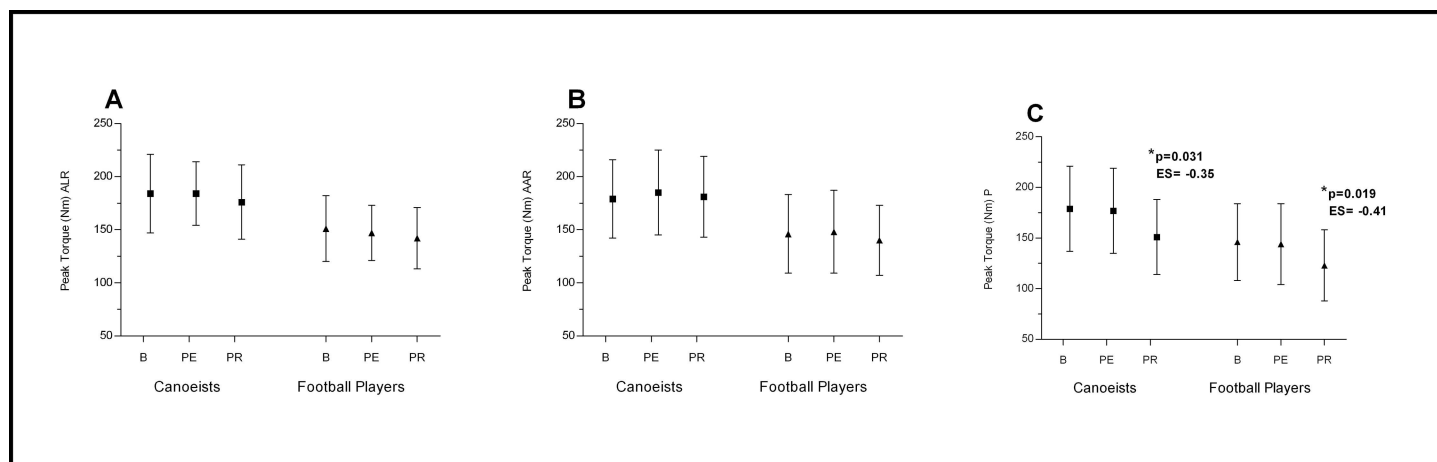 A
Peak Torque (Nm) ALR
250
200
150
100
50
B PE PR B PE PR
Canoeists Football Players
B
Peak Torque (Nm) AAR
250
200
150
100
50
B PE PR B PE PR
Canoeists Football Players
C
Peak Torque (Nm) P
250
200
150
100
50
*p=0.031
ES= -0.35
*p=0.019
ES= -0.41
B PE PR B PE PR
Canoeists Football Players